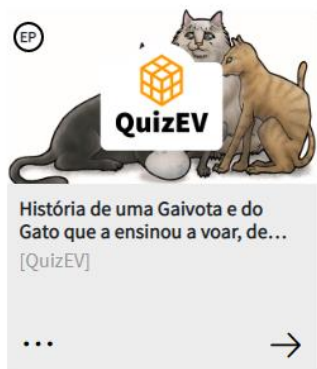 EP
QuizEV
História de uma Gaivota e do
Gato que a ensinou a voar, de...
[QuizEV]